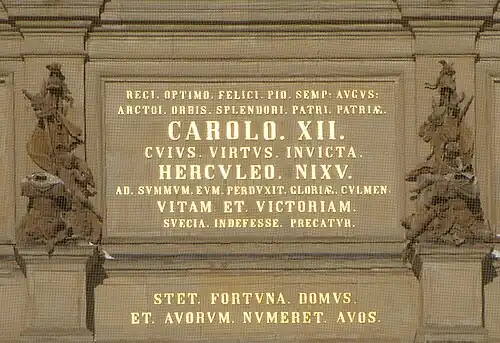 REGI. OPTIMO. FELICI. PIO. SEMP: AUGUS:
ARCTOI. ORBIS. SPLENDORI. PATRI. PATRIÆ.
CAROLO. XII.
CVIVS. VIRTVS. INVICTA.
HERCVLEO. NIXV.
AD. SVMMVM. EVM. PERDVXIT. GLORIÆ. CVLMEN.
VITAM ET. VICTORIAM.
SVECIA. INDEFESSE. PRECATVR.
STET. FORTVNA. DOMVS.
ET. AVORVM. NVMERET. AVOS.